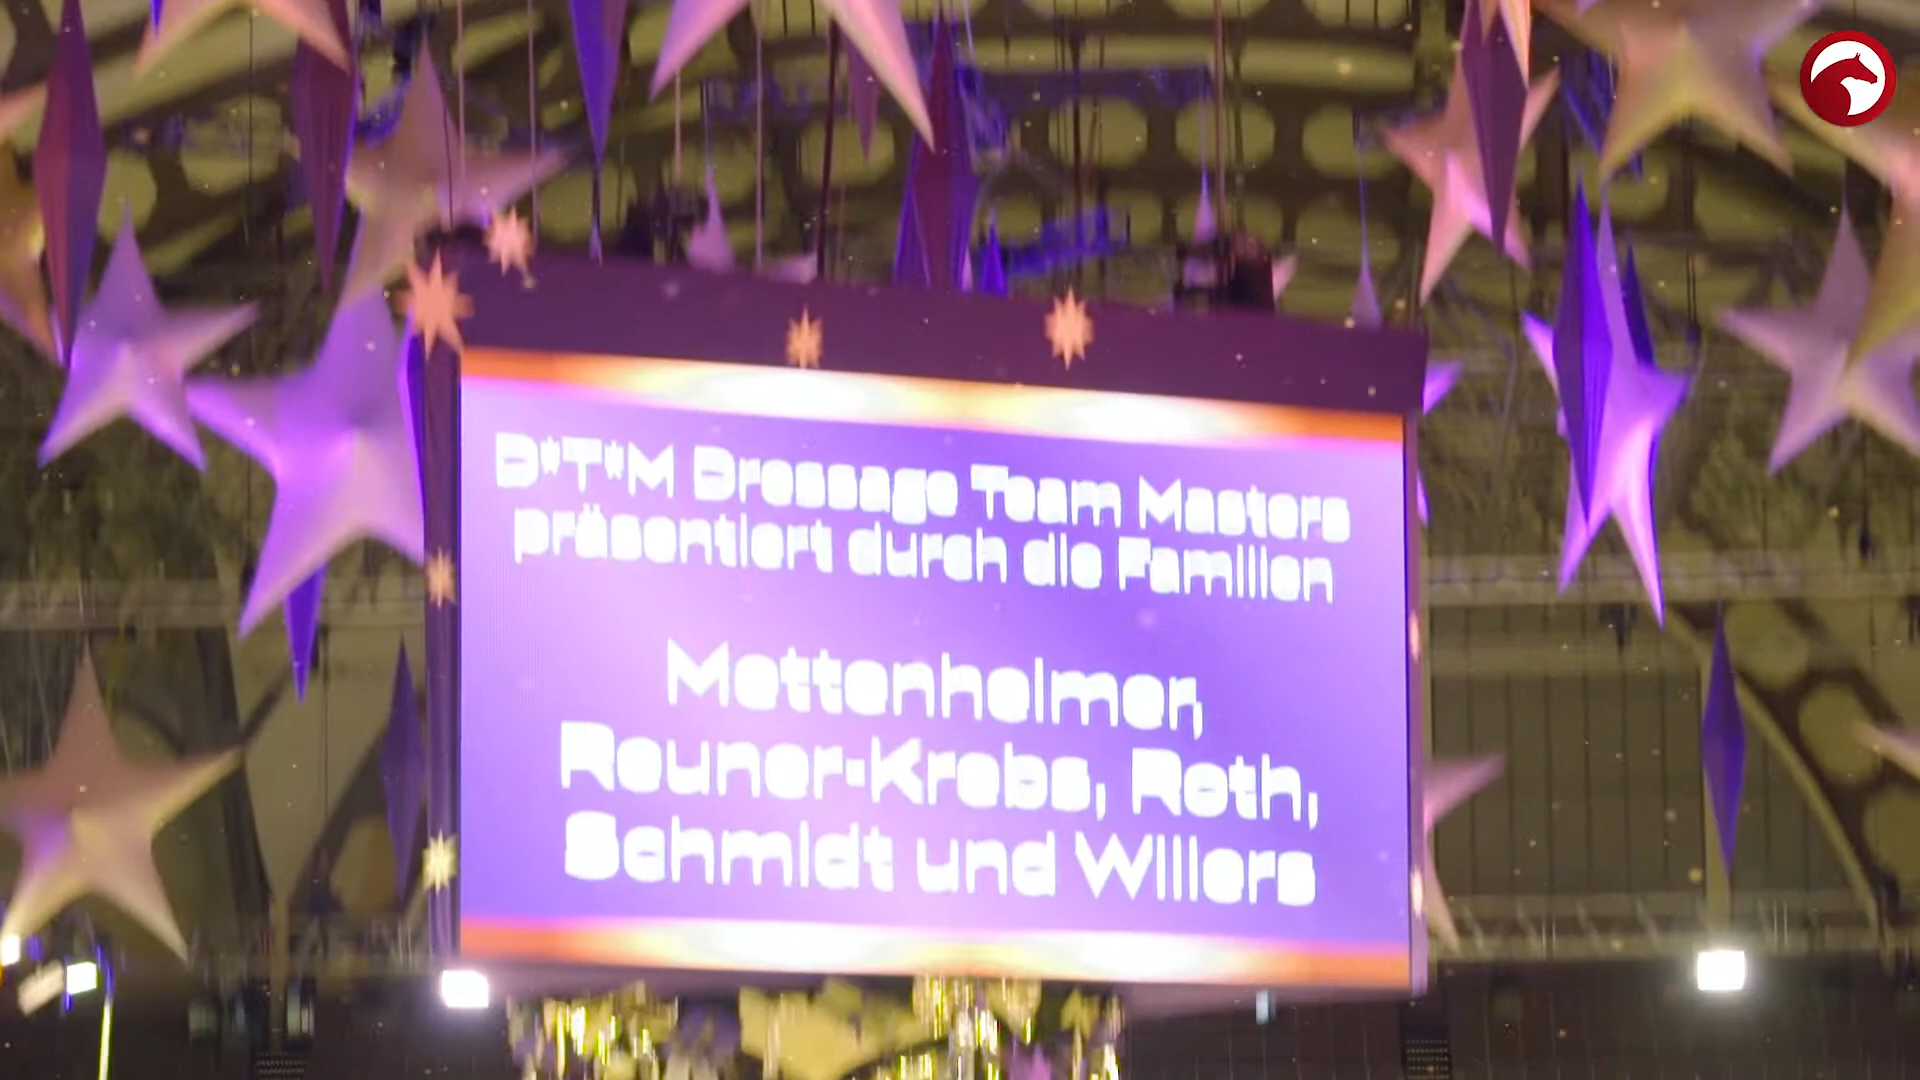 D*T*M Dressage Team Masters
präsentiert durch die Familien
Mettenheimer,
Reuner-Krebs, Roth,
Schmidt und Willers